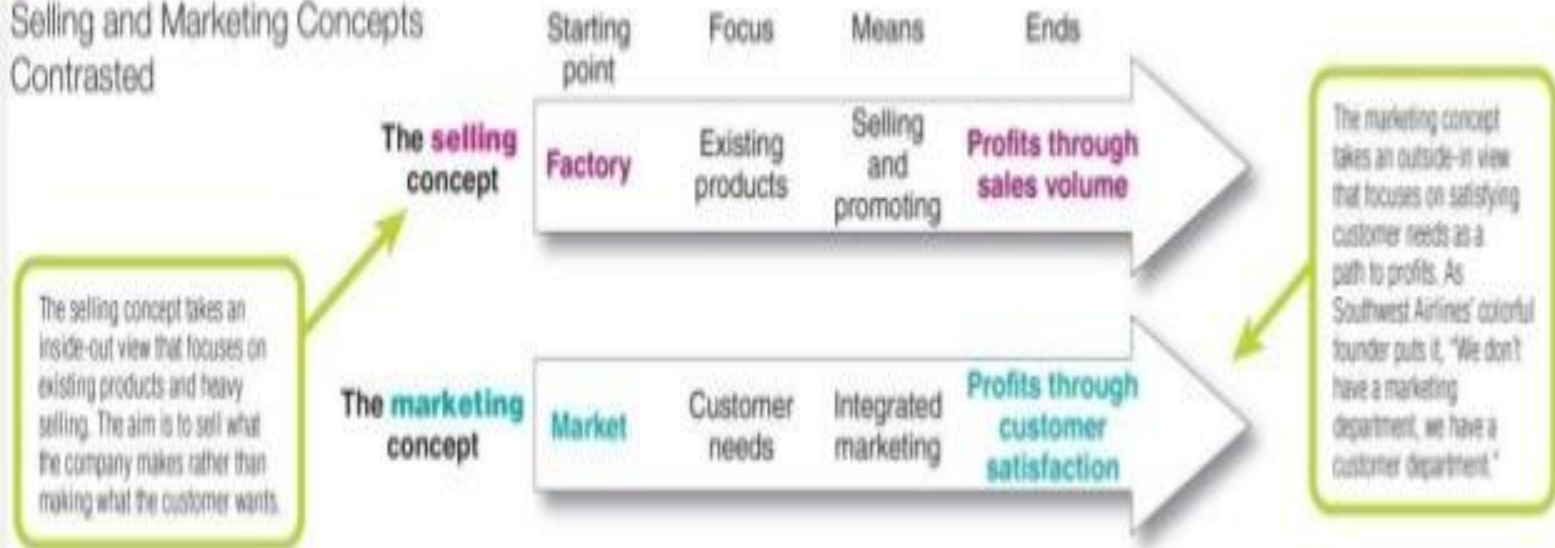 Selling and Marketing Concepts
Contrasted
Starting
point
Focus
Means
Ends
The selling
concept
Factory
Existing
products
Selling
and
promoting
Profits through
sales volume
The marketing
concept
Market
Customer
needs
Integrated
marketing
Profits through
customer
satisfaction
The selling concept takes an
inside-out view that focuses on
existing products and heavy
selling. The aim is to sell what
the company makes rather than
making what the customer wants.
The marketing concept
takes an outside-in view
that focuses on satisfying
customer needs as a
path to profits. As
Southwest Airlines' colorful
founder puts it, "We don't
have a marketing
department, we have a
customer department."